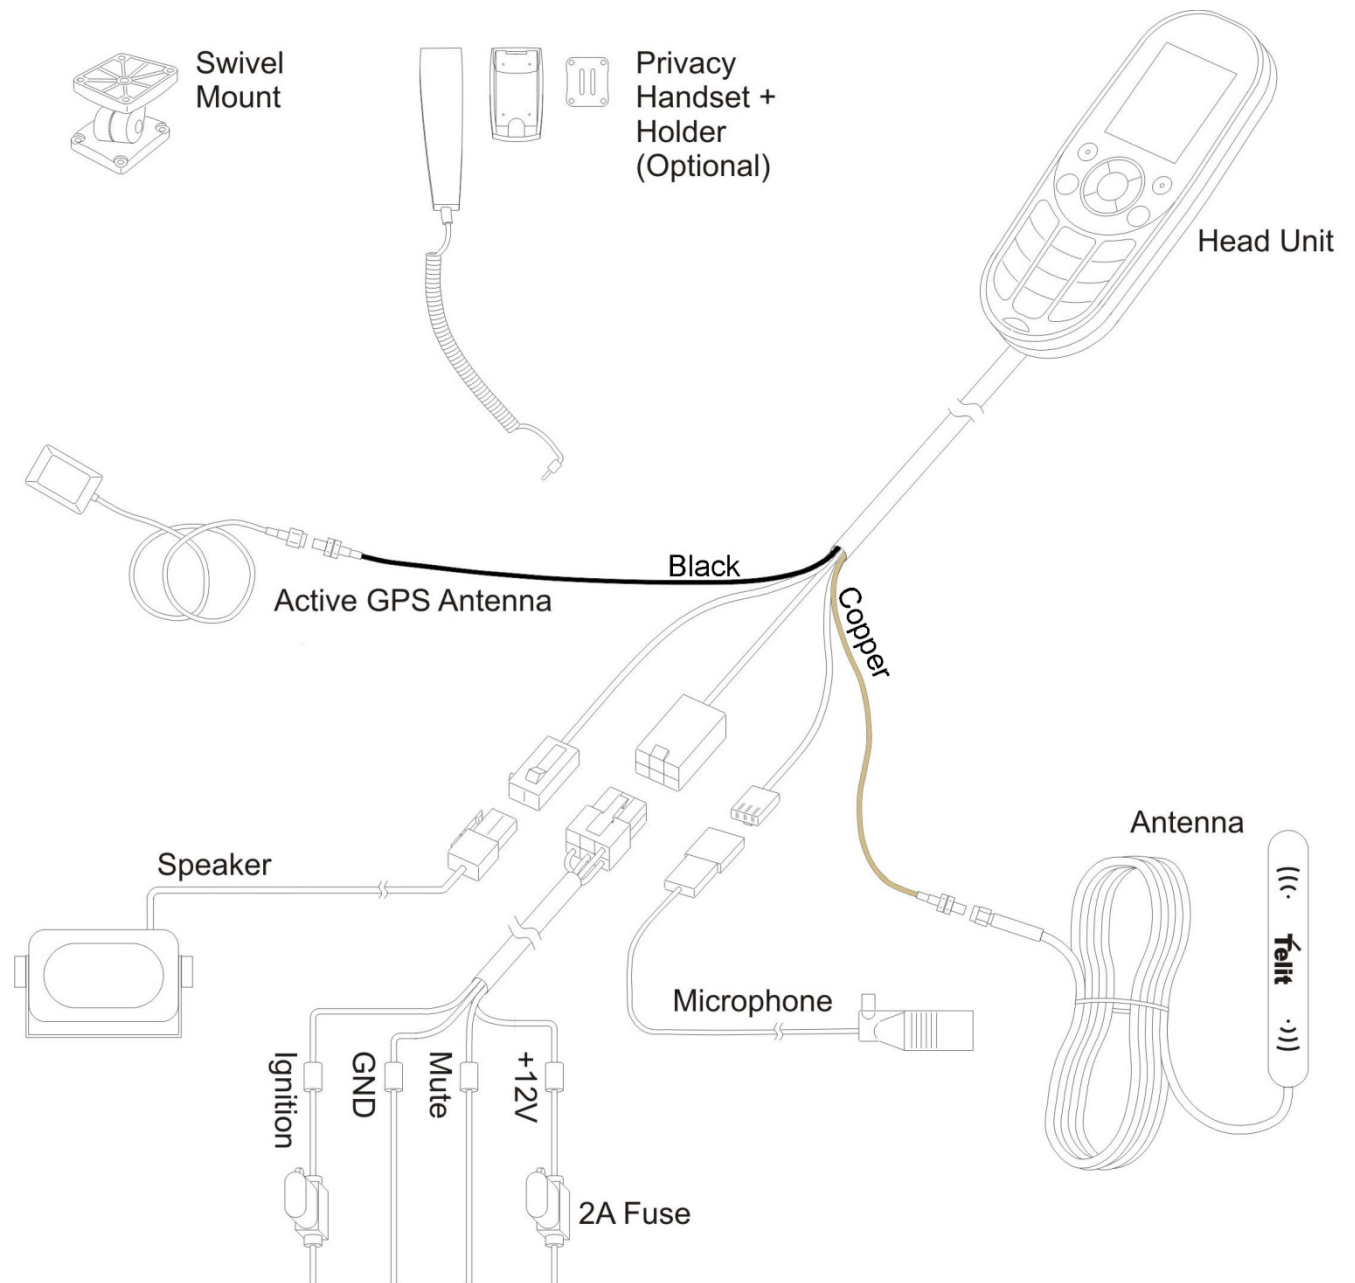 Swivel
Mount
Privacy
Handset +
Holder
(Optional)
Head Unit
Black
Active GPS Antenna
Copper
Antenna
Speaker
Telit
Microphone
Ignition
GND
Mute
+12V
2A Fuse